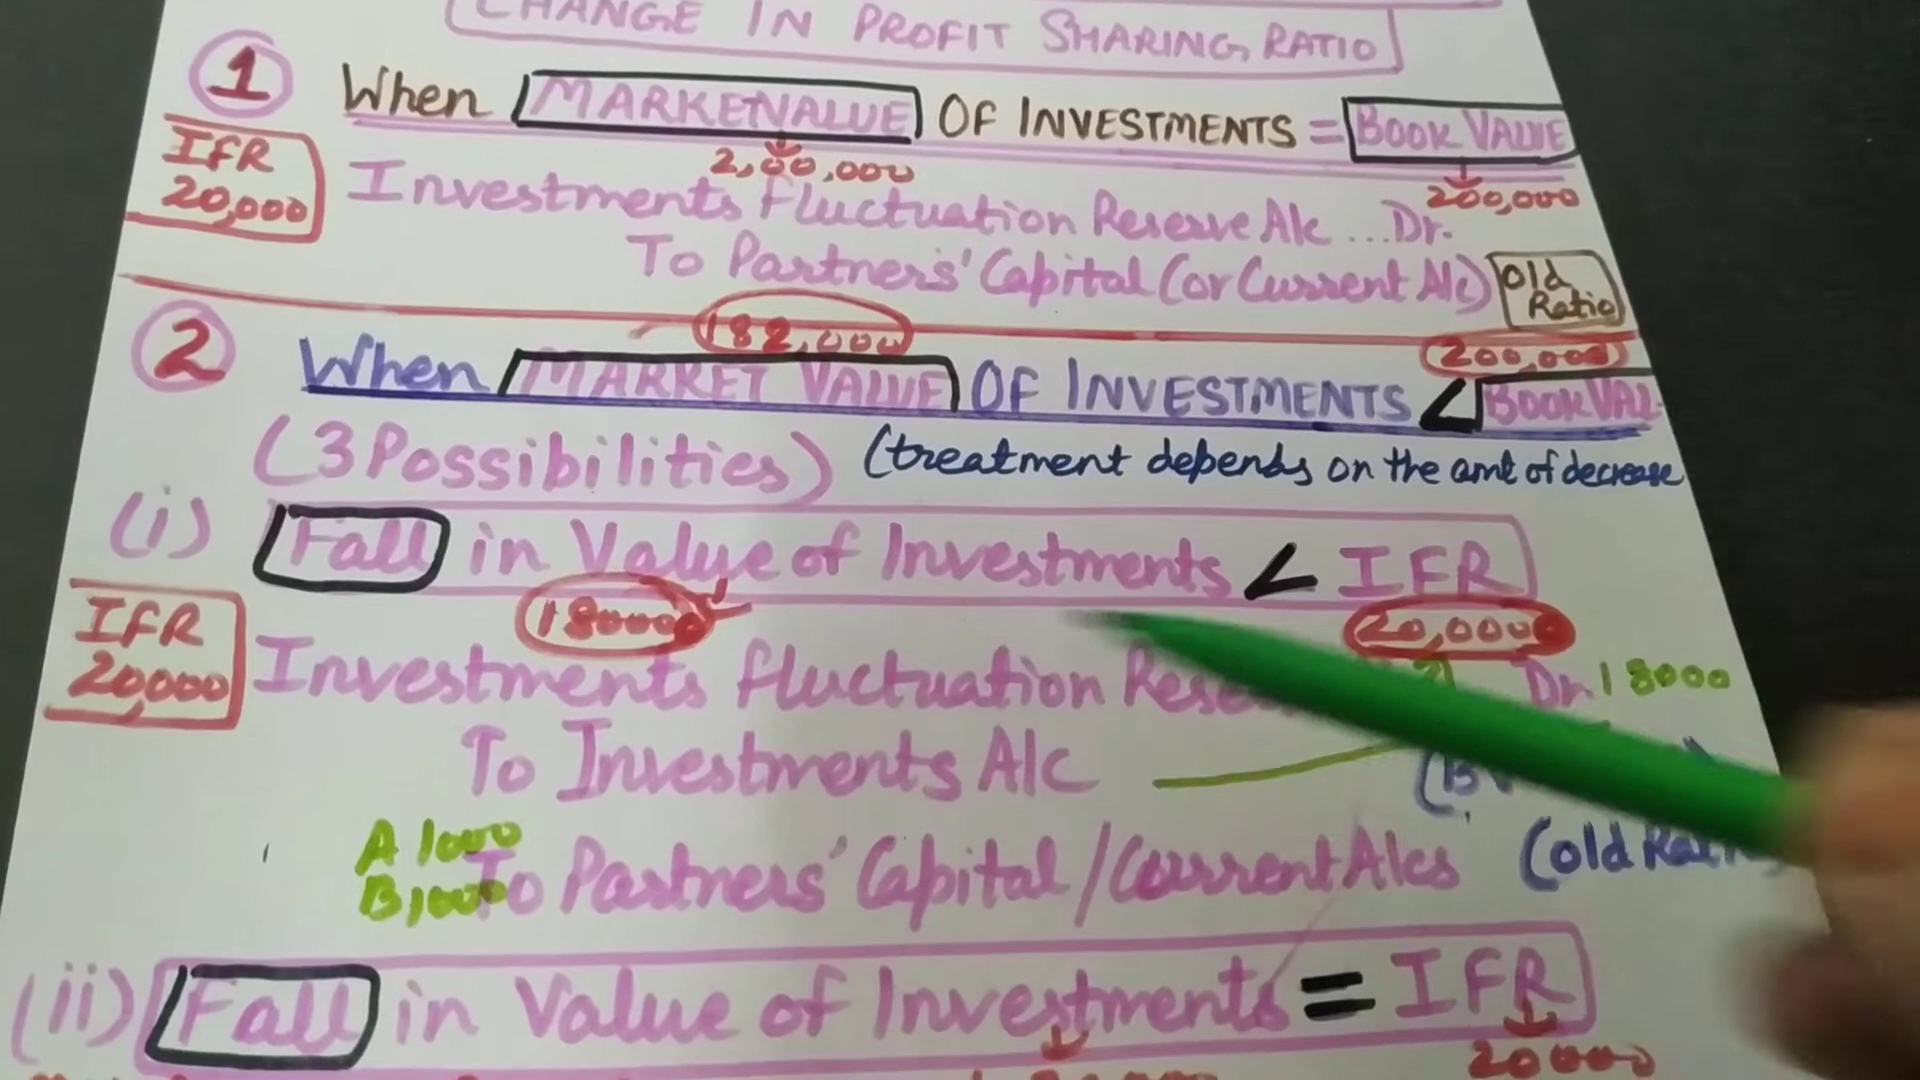 CHANGE IN PROFIT SHARING RATIO
1 When MARKET VALUE OF INVESTMENTS = BOOK VALUE
IFR
20,000
2,00,000
200,000
Investments Fluctuation Reserve A/c ...Dr.
To Partners' Capital (or Current A/c) Old Ratio
182,000
200,000
2 When MARKET VALUE OF INVESTMENTS < BOOK VAL
(3 Possibilities) (treatment depends on the amt of decrease
(i) Fall in Value of Investments < IFR
18000
20,000
IFR
20,000
Investments Fluctuation Dr. 18000
To Investments A/c
A 1000
B 1000
To Partners' Capital / Current A/cs (old
(ii) Fall in Value of Investments = IFR
20000